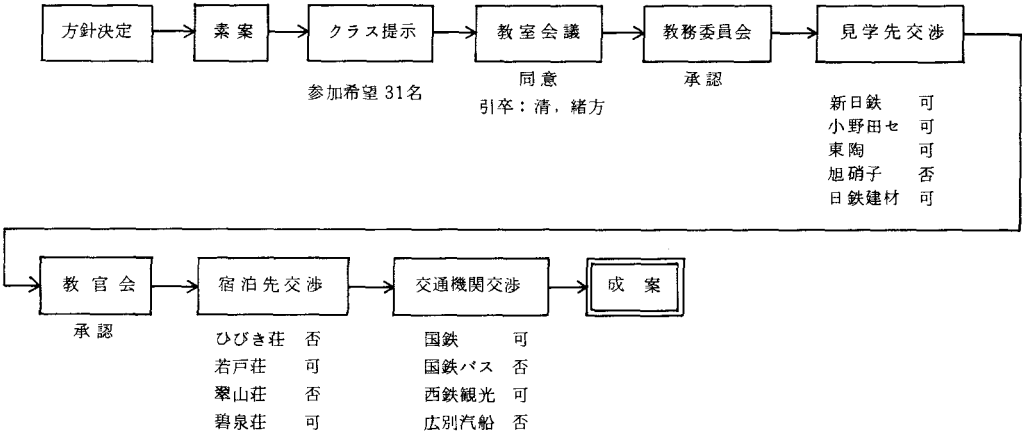 方針決定
素案
クラス提示
教室会議
教務委員会
見学先交渉
参加希望 31名
同意
引卒：清，緒方
承認
新日鉄 可
小野田セ 可
東陶 可
旭硝子 否
日鉄建材 可
教官会
宿泊先交渉
交通機関交渉
成案
承認
ひびき荘 否
若戸荘 可
翠山荘 否
碧泉荘 可
国鉄 可
国鉄バス 否
西鉄観光 可
広別汽船 否